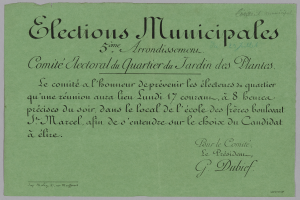 Elections Municipales
5ème Arrondissement
Comité Electoral du Quartier du Jardin des Plantes.
Le comité a l'honneur de prévenir les électeurs du quartier
qu'une réunion aura lieu Lundi 17 courant, à 8 heures
précises du soir, dans le local de l'école des frères boulevart
St Marcel, afin de s'entendre sur le choix du Candidat
à élire.
Pour le Comité
Le Président,
G. Dubief